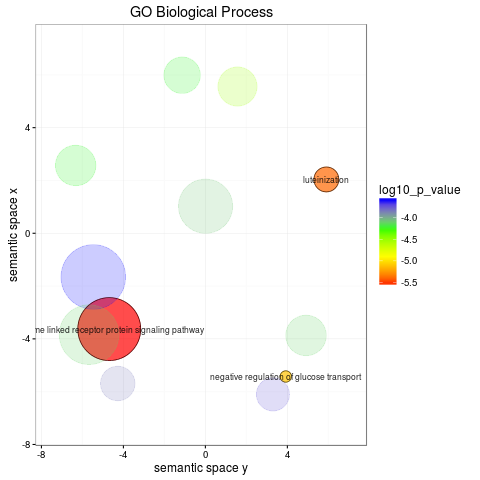 GO Biological Process
semantic space x
4
0
-4
-8
luteinization
ne linked receptor protein signaling pathway
negative regulation of glucose transport
-8
-4
0
4
semantic space y
log10_p_value
-4.0
-4.5
-5.0
-5.5